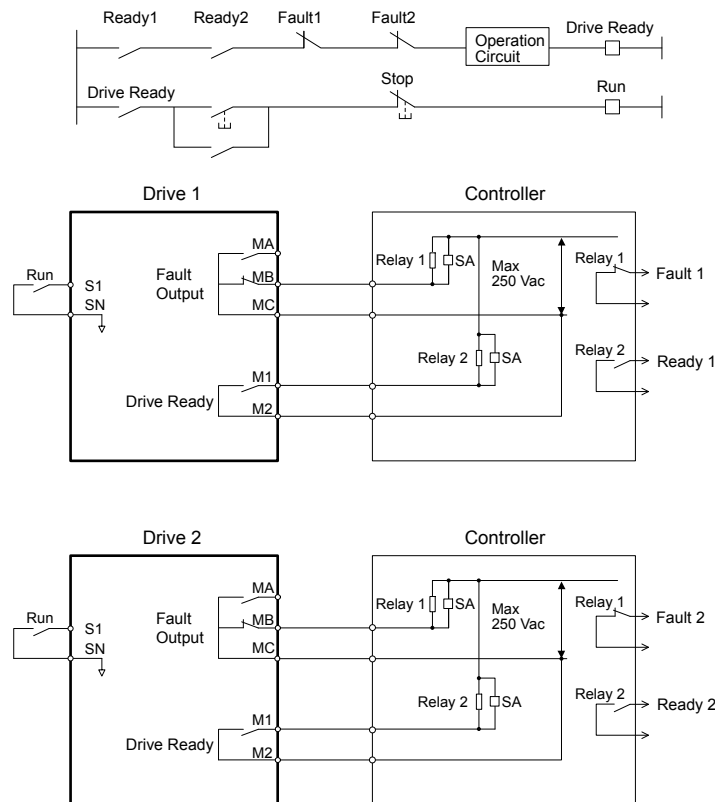 Ready1 Ready2 Fault1 Fault2
Operation
Circuit
Drive Ready
Drive Ready
Stop
Run
Drive 1
Controller
Run
S1
SN
Fault
Output
MA
MB
MC
Drive Ready
M1
M2
Relay 1
SA
Max
250 Vac
Relay 2
SA
Relay 1
Fault 1
Relay 2
Ready 1
Drive 2
Controller
Run
S1
SN
Fault
Output
MA
MB
MC
Drive Ready
M1
M2
Relay 1
SA
Max
250 Vac
Relay 2
SA
Relay 1
Fault 2
Relay 2
Ready 2